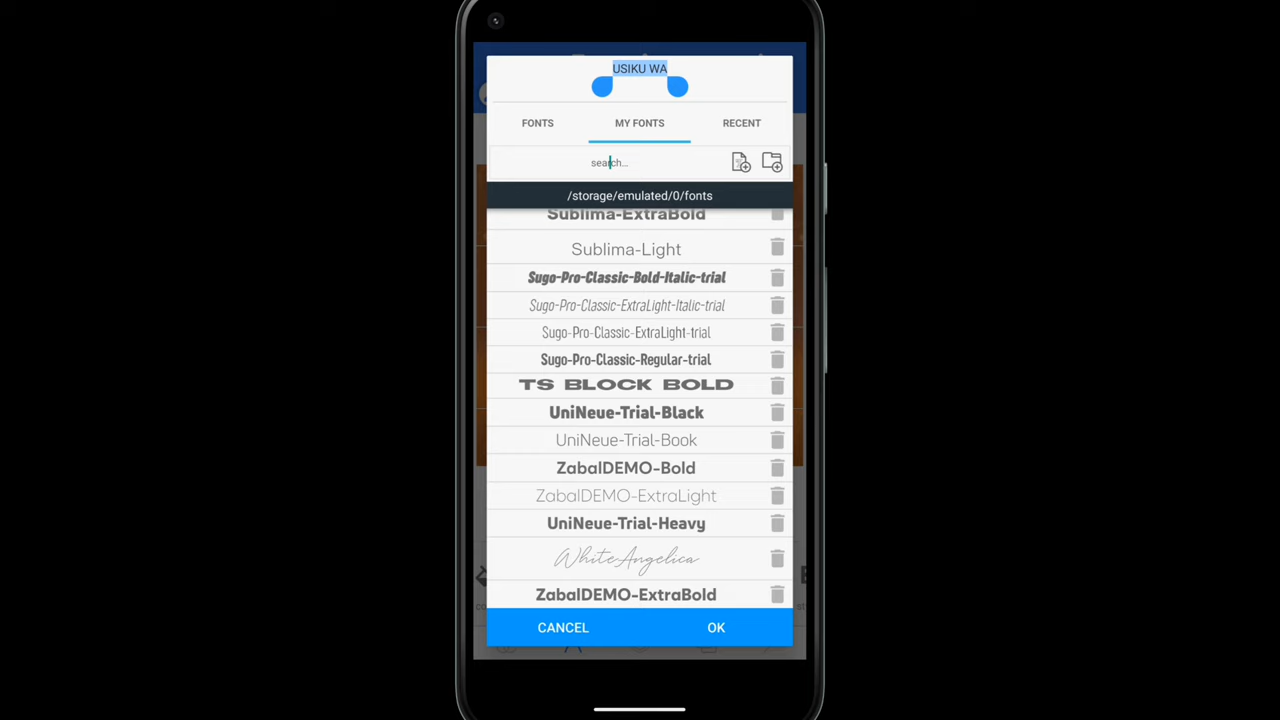 USIKU WA
FONTS MY FONTS RECENT
search...
/storage/emulated/0/fonts
Sublima-ExtraBold
Sublima-Light
Sugo-Pro-Classic-Bold-Italic-trial
Sugo-Pro-Classic-ExtraLight-Italic-trial
Sugo-Pro-Classic-ExtraLight-trial
Sugo-Pro-Classic-Regular-trial
TS BLOCK BOLD
UniNeue-Trial-Black
UniNeue-Trial-Book
ZabalDEMO-Bold
ZabalDEMO-ExtraLight
UniNeue-Trial-Heavy
WhiteAngelica
ZabalDEMO-ExtraBold
CANCEL OK